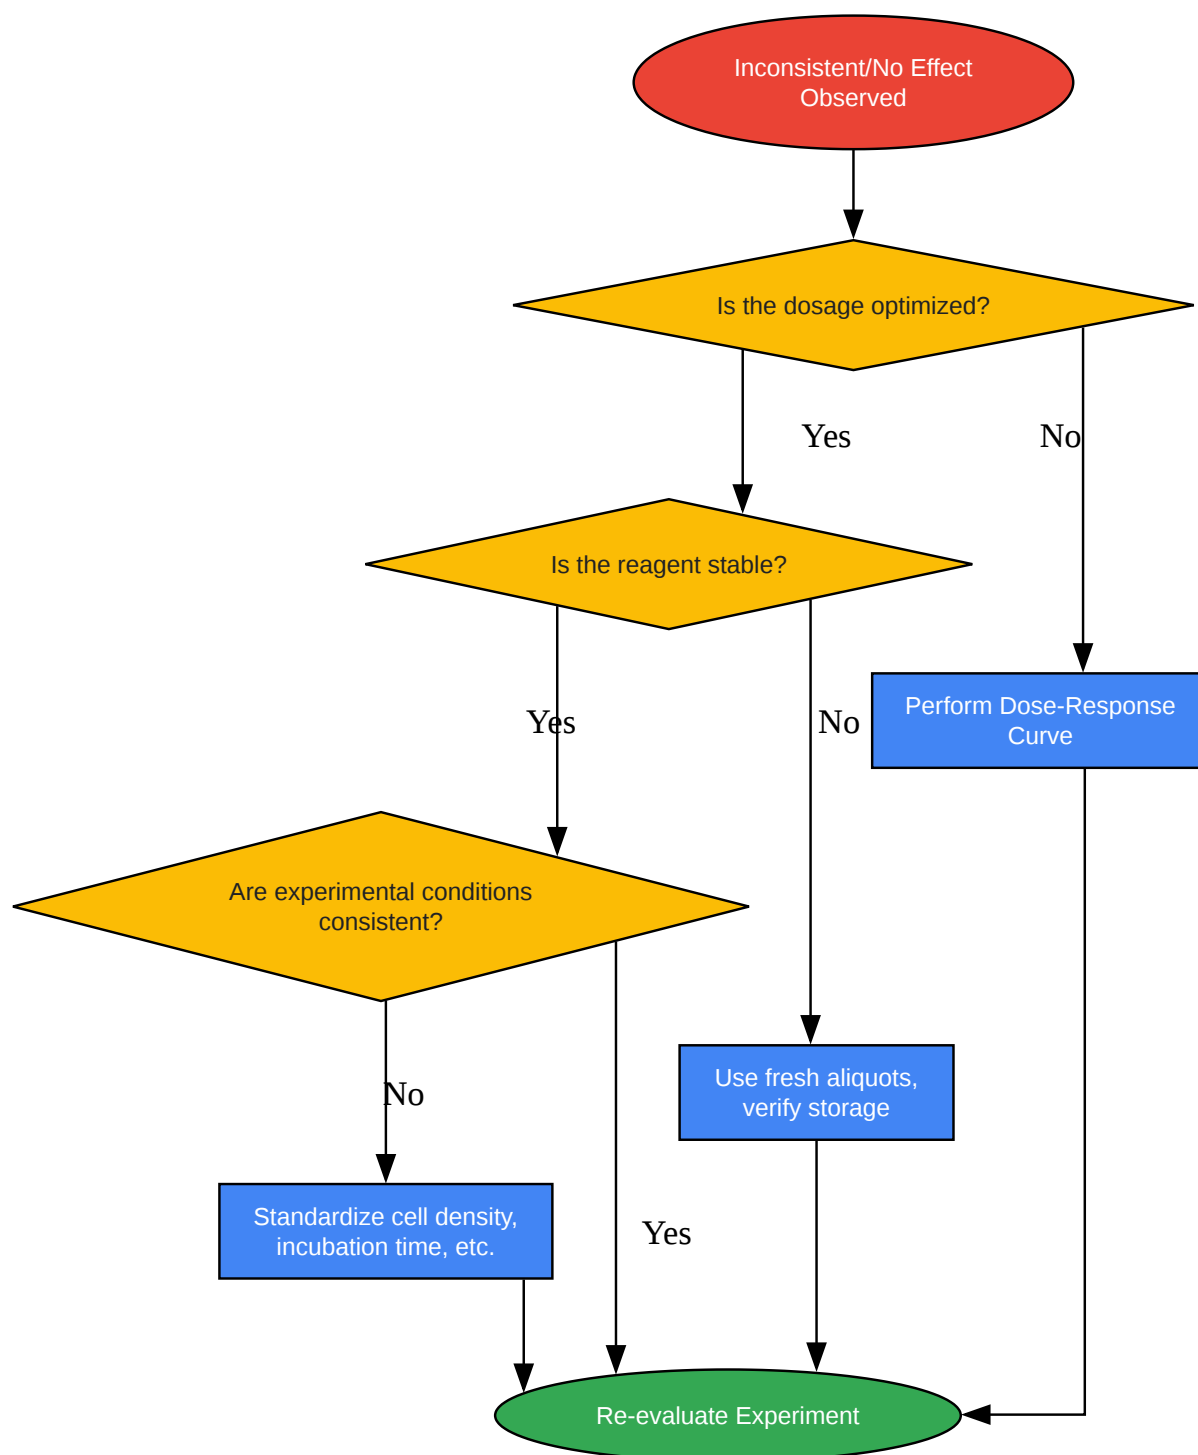 Inconsistent/No Effect
Observed
Is the dosage optimized?
Yes
No
Is the reagent stable?
Yes
No
Perform Dose-Response
Curve
Are experimental conditions
consistent?
Use fresh aliquots,
verify storage
No
Standardize cell density,
incubation time, etc.
Yes
Re-evaluate Experiment